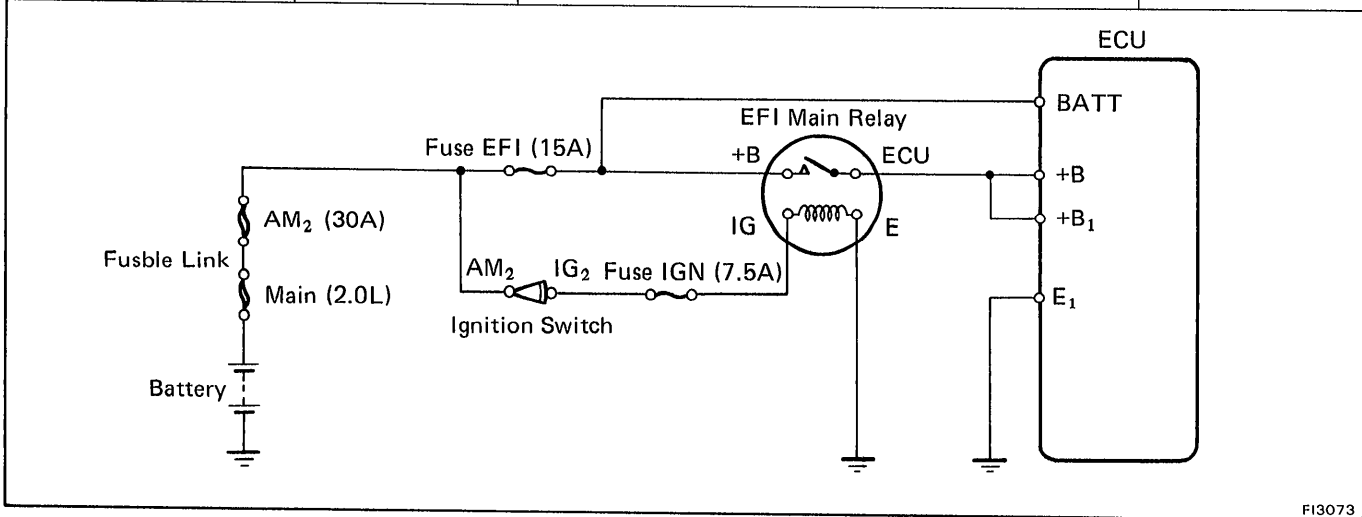 ECU
BATT
EFI Main Relay
Fuse EFI (15A)
+B
ECU
+B
AM₂ (30A)
+B₁
IG
E
Fusble Link
AM₂
IG₂
Fuse IGN (7.5A)
Main (2.0L)
E₁
Ignition Switch
Battery
FI3073